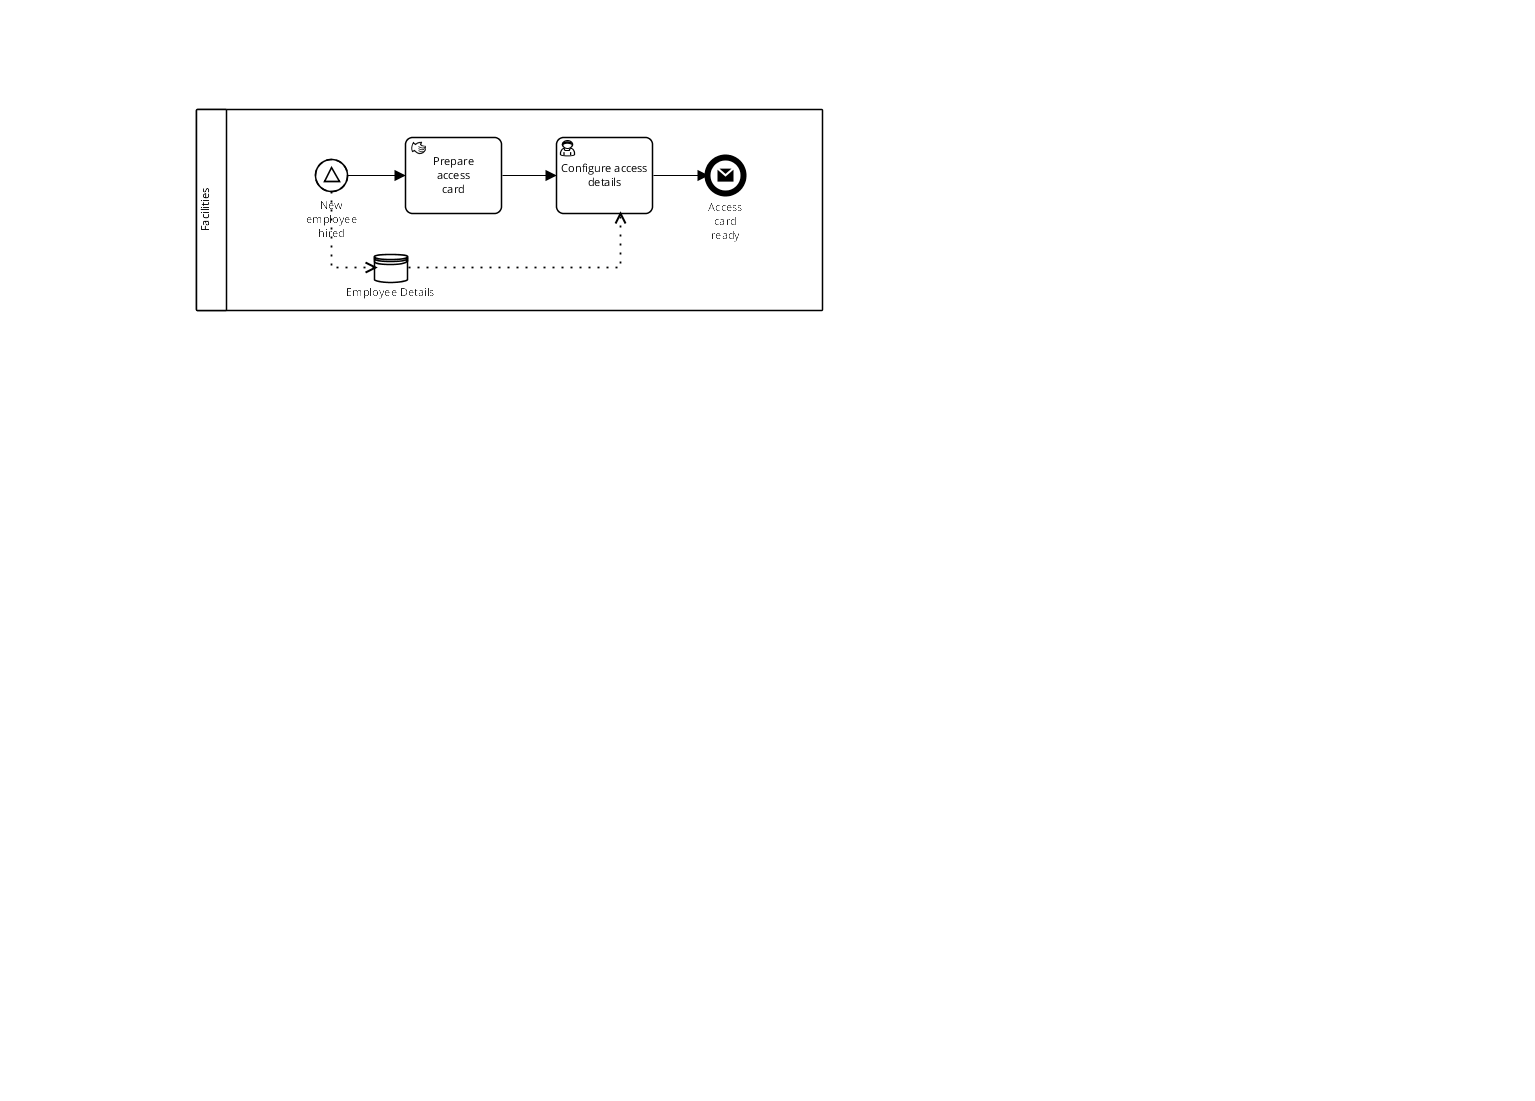 Facilities
New
employee
hired
Prepare
access
card
Configure access
details
Access
card
ready
Employee Details